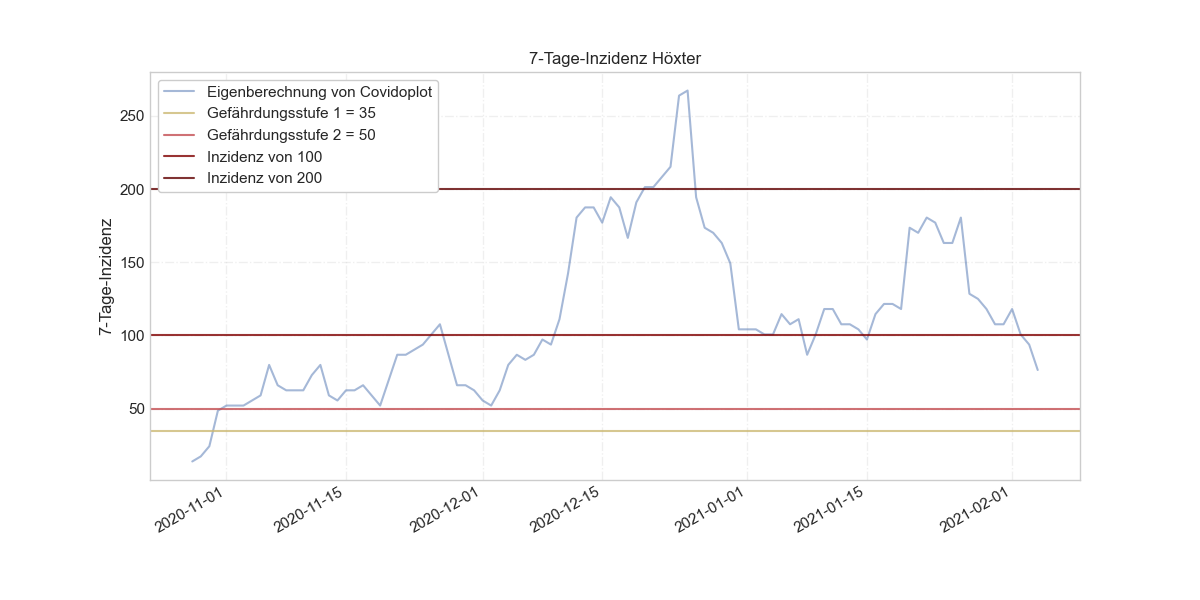 7-Tage-Inzidenz Höxter
Eigenberechnung von Covidoplot
Gefährdungsstufe 1 = 35
Gefährdungsstufe 2 = 50
Inzidenz von 100
Inzidenz von 200
7-Tage-Inzidenz
250
200
150
100
50
2020-11-01
2020-11-15
2020-12-01
2020-12-15
2021-01-01
2021-01-15
2021-02-01